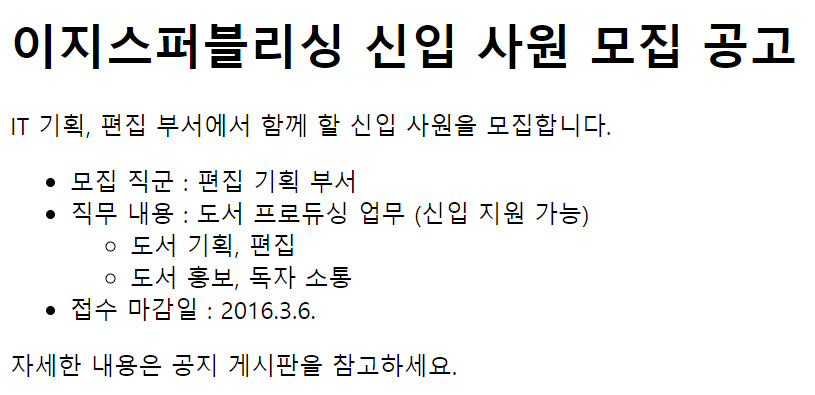 이지스퍼블리싱 신입 사원 모집 공고
IT 기획, 편집 부서에서 함께 할 신입 사원을 모집합니다.
• 모집 직군 : 편집 기획 부서
• 직무 내용 : 도서 프로듀싱 업무 (신입 지원 가능)
○ 도서 기획, 편집
○ 도서 홍보, 독자 소통
• 접수 마감일 : 2016.3.6.
자세한 내용은 공지 게시판을 참고하세요.